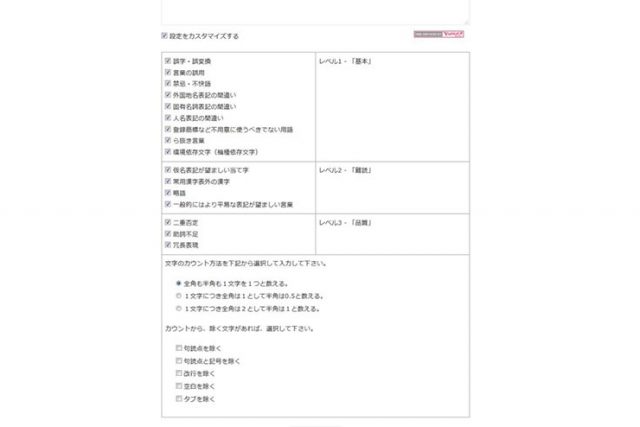 設定をカスタマイズする
YAHOO!
誤字・誤変換
レベル1 - 「基本」
言葉の誤用
禁忌・不快語
外国地名表記の間違い
固有名詞表記の間違い
人名表記の間違い
登録商標など不用意に使うべきでない用語
ら抜き言葉
環境依存文字（機種依存文字）
仮名表記が望ましい当て字
レベル2 - 「難読」
常用漢字表外の漢字
略語
一般的にはより平易な表記が望ましい言葉
二重否定
レベル3 - 「品質」
助詞不足
冗長表現
文字のカウント方法を下記から選択して入力して下さい。
全角も半角も１文字を１つと数える。
１文字につき全角は１として半角は0.5と数える。
１文字につき全角は２として半角は１と数える。
カウントから、除く文字があれば、選択して下さい。
句読点を除く
句読点と記号を除く
改行を除く
空白を除く
タブを除く